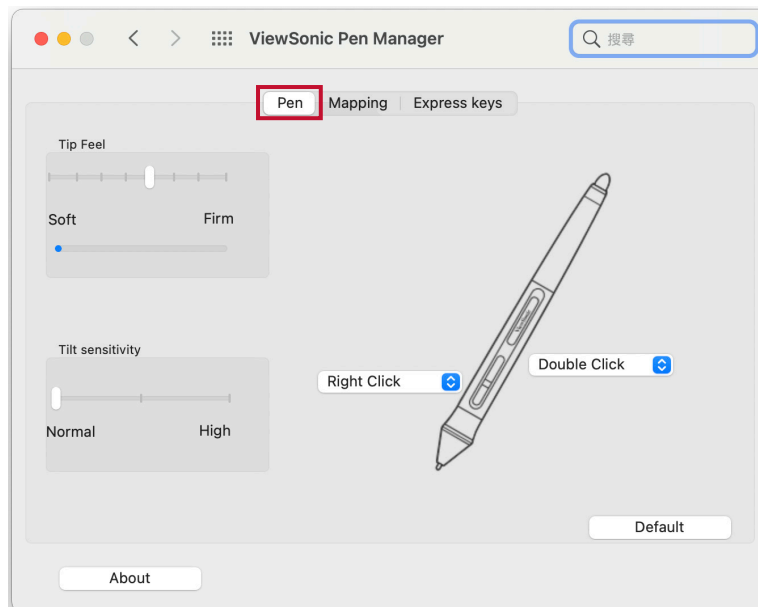 ViewSonic Pen Manager
搜尋
Pen Mapping Express keys
Tip Feel
Soft Firm
Tilt sensitivity
Normal High
Right Click
Double Click
ViewSonic
Default
About